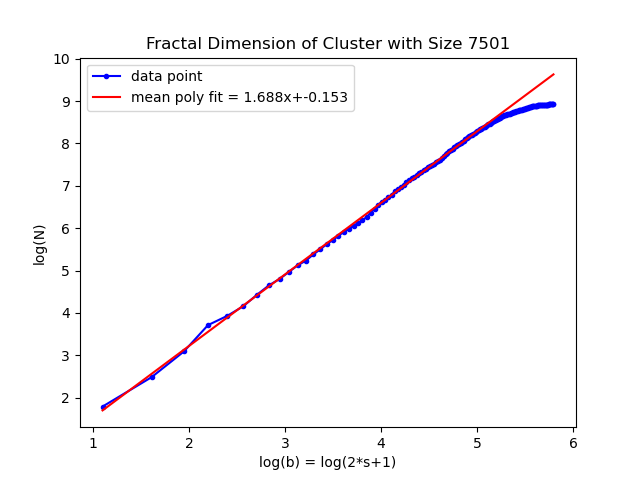 Fractal Dimension of Cluster with Size 7501
data point
mean poly fit = 1.688x+-0.153
10
9
8
7
6
5
4
3
2
log(N)
1 2 3 4 5 6
log(b) = log(2*s+1)